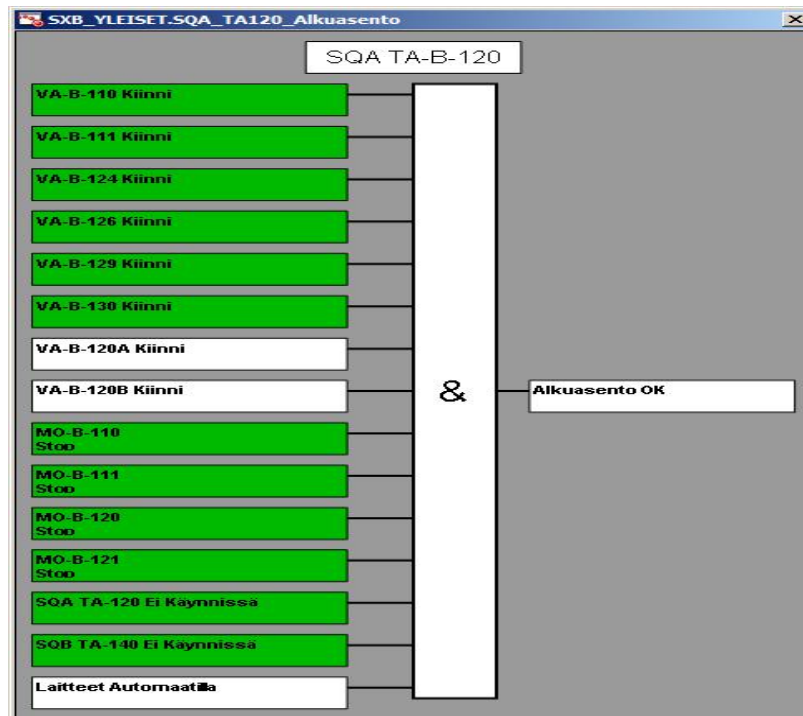 SXB_YLEISET.SQA_TA120_Alkuasento
SQA TA-B-120
VA-B-110 Kiinni
VA-B-111 Kiinni
VA-B-124 Kiinni
VA-B-126 Kiinni
VA-B-129 Kiinni
VA-B-130 Kiinni
VA-B-120A Kiinni
VA-B-120B Kiinni
&
Alkuasento OK
MO-B-110
Stop
MO-B-111
Stop
MO-B-120
Stop
MO-B-121
Stop
SQA TA-120 Ei Käynnissä
SQB TA-140 Ei Käynnissä
Laitteet Automaatilla